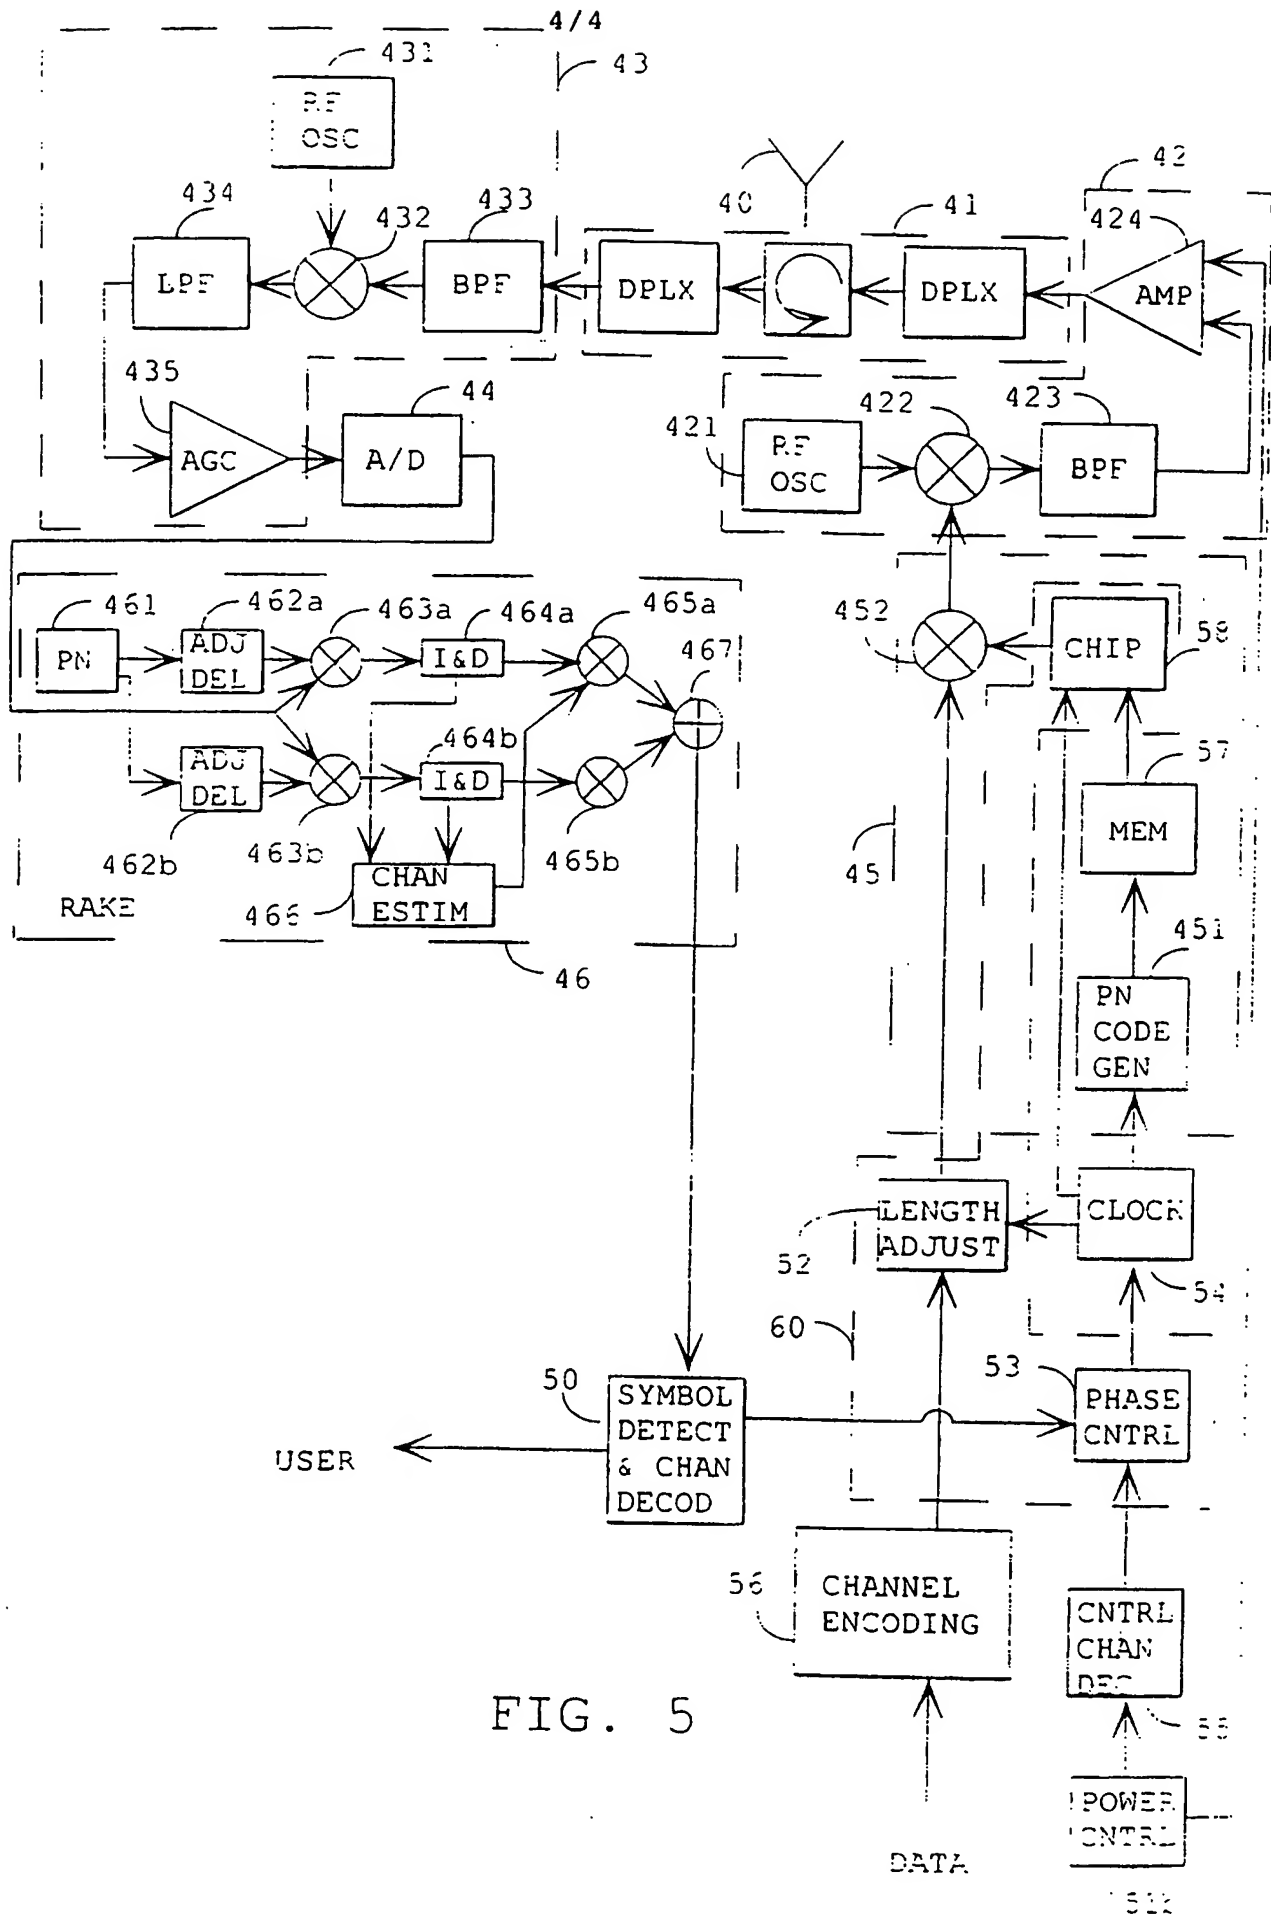 4/4
431
43
RF
OSC
42
40
41
424
434
432
433
LPF
BPF
DPLX
DPLX
AMP
435
44
422
423
421
RF
OSC
BPF
AGC
A/D
461
462a
463a
464a
465a
467
452
CHIP
58
PN
ADJ
DEL
I&D
464b
57
ADJ
DEL
I&D
MEM
462b
463b
465b
45
CHAN
ESTIM
RAKE
466
451
46
PN
CODE
GEN
LENGTH
ADJUST
CLOCK
52
54
60
50
53
SYMBOL
DETECT
& CHAN
DECOD
PHASE
CNTRL
USER
56
CHANNEL
ENCODING
CNTRL
CHAN
FIG. 5
POWER
CNTRL
DATA